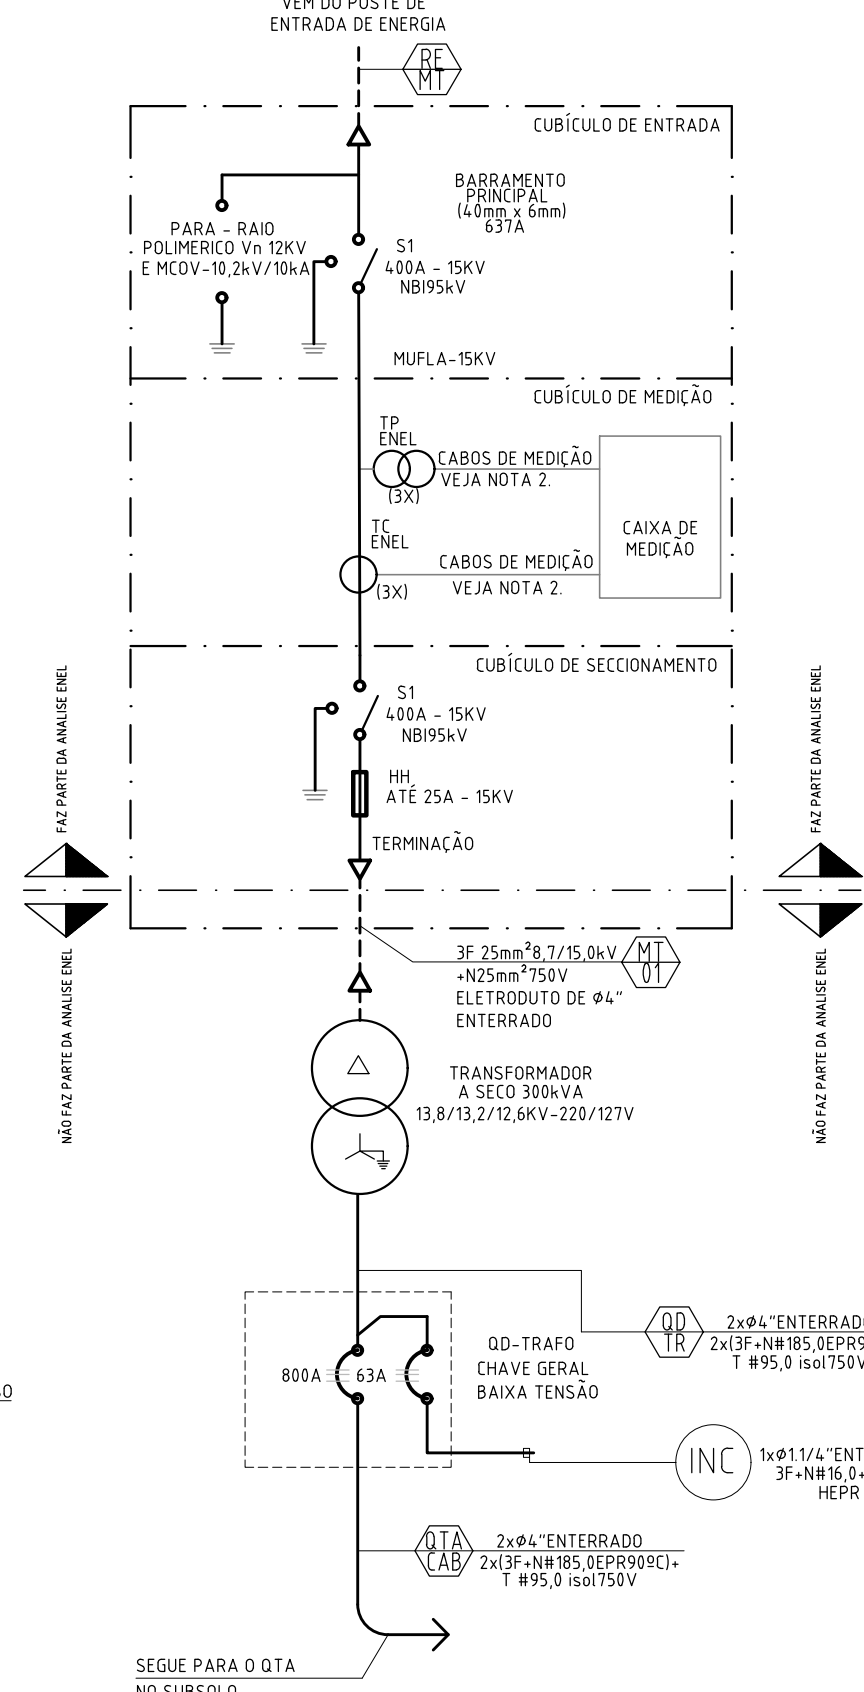 VEM DO POSTE DE
ENTRADA DE ENERGIA
RE
MT
CUBÍCULO DE ENTRADA
BARRAMENTO
PRINCIPAL
(40mm x 6mm)
637A
PARA - RAIO
POLIMERICO Vn 12KV
E MCOV-10,2kV/10kA
S1
400A - 15KV
NBI95kV
MUFLA-15KV
CUBÍCULO DE MEDIÇÃO
TP
ENEL
(3X)
CABOS DE MEDIÇÃO
VEJA NOTA 2.
CAIXA DE
MEDIÇÃO
TC
ENEL
(3X)
CABOS DE MEDIÇÃO
VEJA NOTA 2.
CUBÍCULO DE SECCIONAMENTO
S1
400A - 15KV
NBI95kV
HH
ATÉ 25A - 15KV
TERMINAÇÃO
FAZ PARTE DA ANALISE ENEL
FAZ PARTE DA ANALISE ENEL
NÃO FAZ PARTE DA ANALISE ENEL
NÃO FAZ PARTE DA ANALISE ENEL
3F 25mm²8,7/15,0kV
+N25mm²750V
ELETRODUTO DE Ø4"
ENTERRADO
MT
01
TRANSFORMADOR
A SECO 300kVA
13,8/13,2/12,6KV-220/127V
QD
TR
2xØ4"ENTERRAD
2x(3F+N#185,0EPR9
T #95,0 isol750V
QD-TRAFO
CHAVE GERAL
BAIXA TENSÃO
800A
63A
INC
1xØ1.1/4"ENT
3F+N#16,0+
HEPR
QTA
CAB
2xØ4"ENTERRADO
2x(3F+N#185,0EPR90ºC)+
T #95,0 isol750V
SEGUE PARA O QTA
NO SUBSOLO